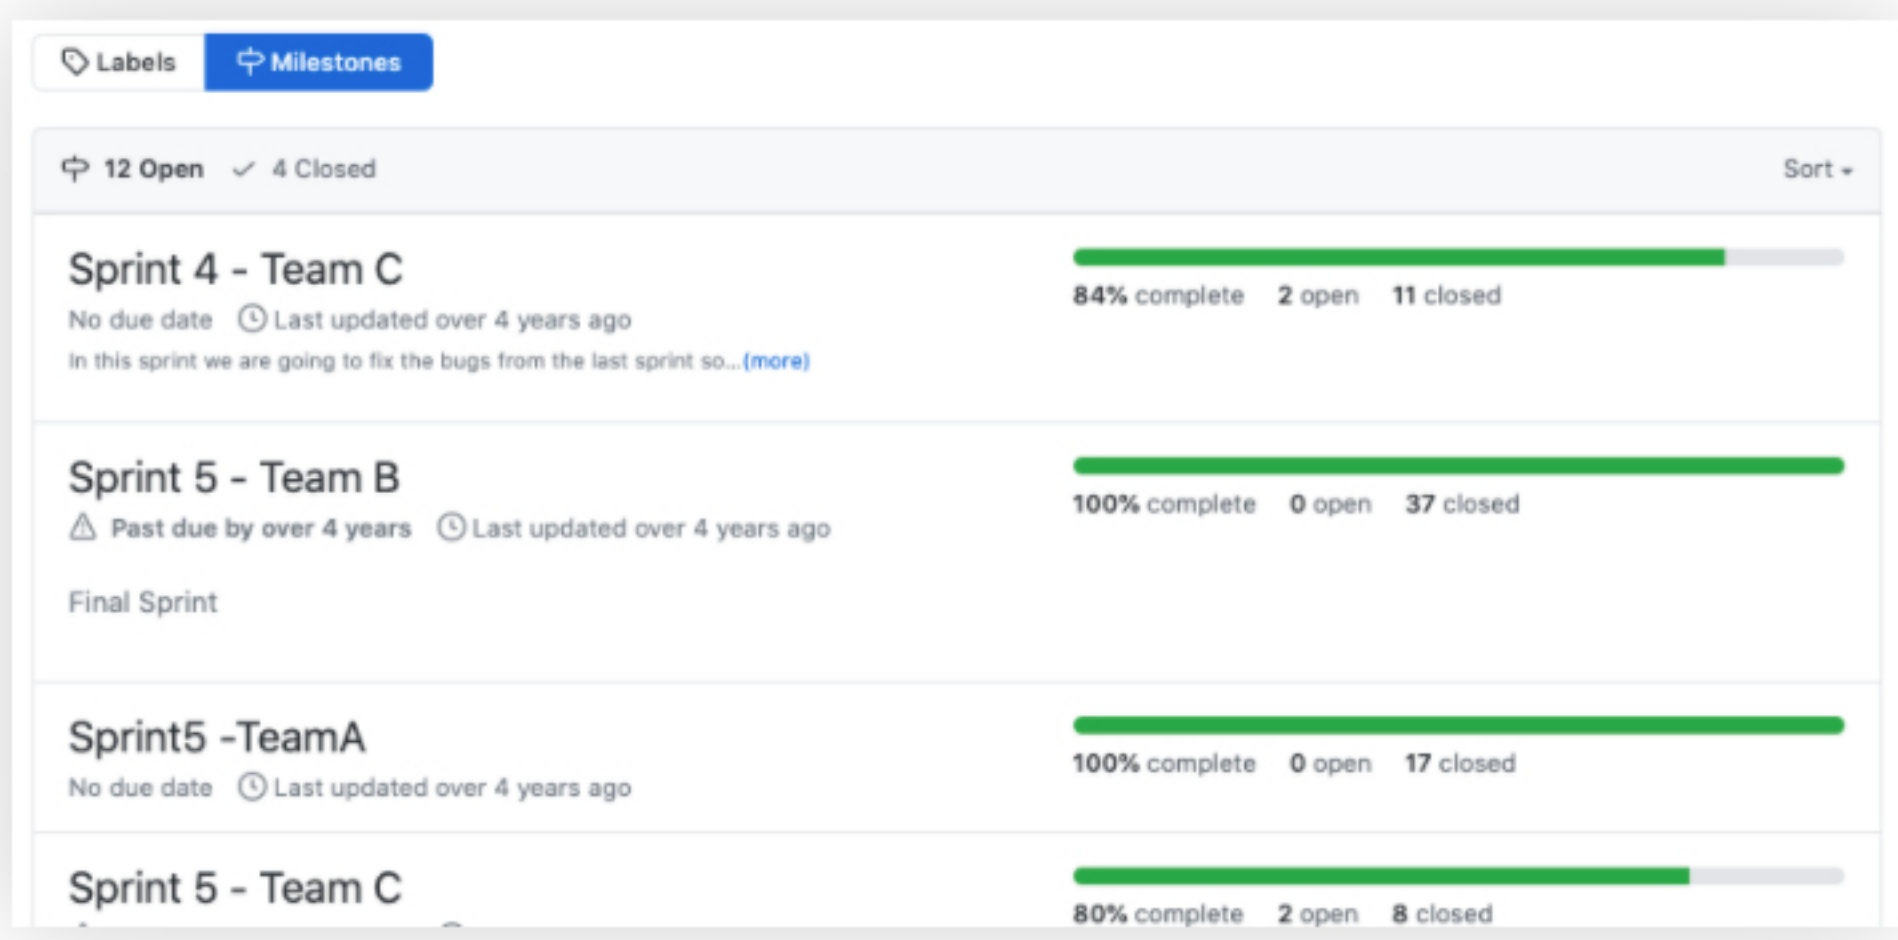 Labels Milestones
12 Open 4 Closed Sort
Sprint 4 - Team C
84% complete 2 open 11 closed
No due date Last updated over 4 years ago
In this sprint we are going to fix the bugs from the last sprint so...(more)
Sprint 5 - Team B
100% complete 0 open 37 closed
Past due by over 4 years Last updated over 4 years ago
Final Sprint
Sprint5 -TeamA
100% complete 0 open 17 closed
No due date Last updated over 4 years ago
Sprint 5 - Team C
80% complete 2 open 8 closed